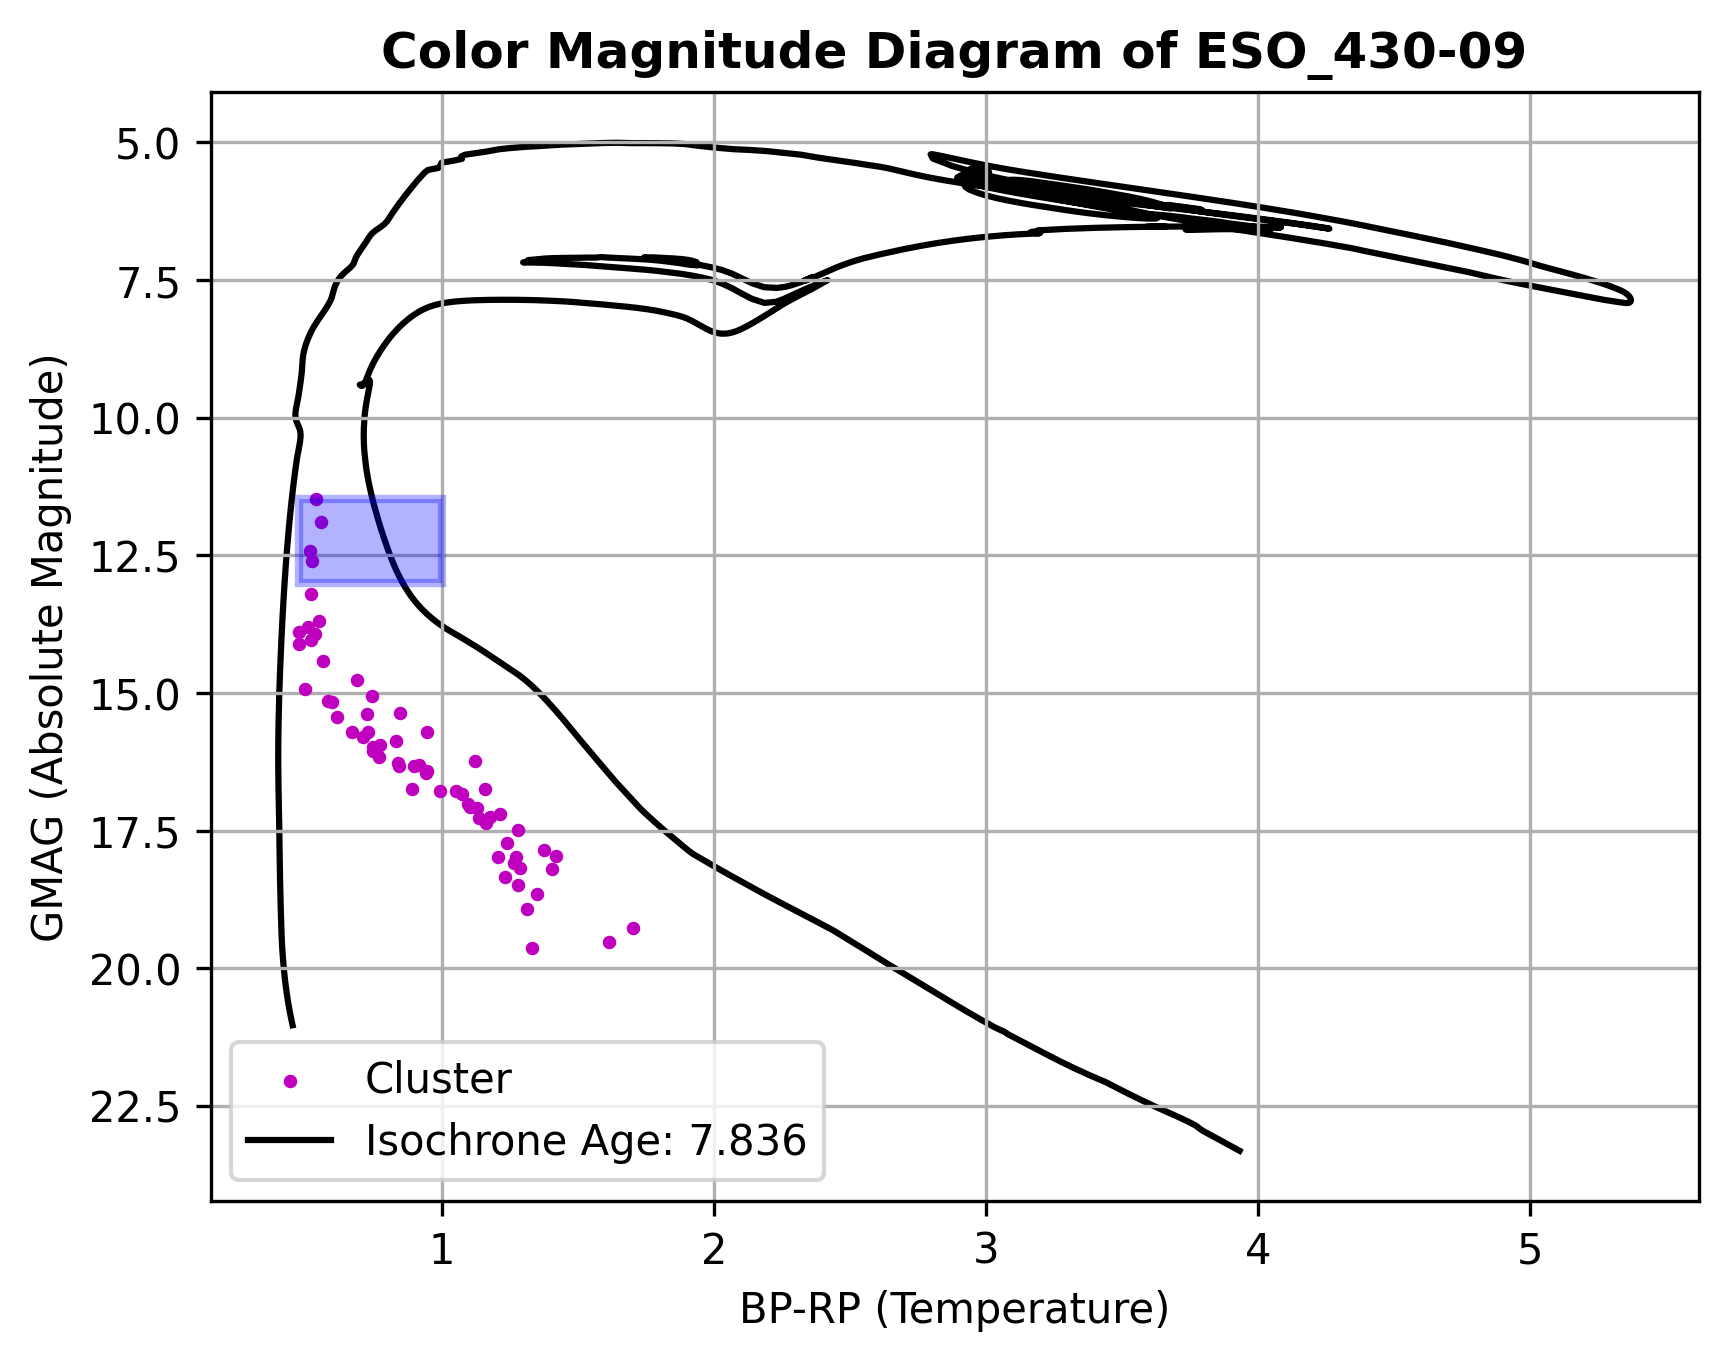 Color Magnitude Diagram of ESO_430-09
GMAG (Absolute Magnitude)
5.0
7.5
10.0
12.5
15.0
17.5
20.0
22.5
Cluster
Isochrone Age: 7.836
1 2 3 4 5
BP-RP (Temperature)